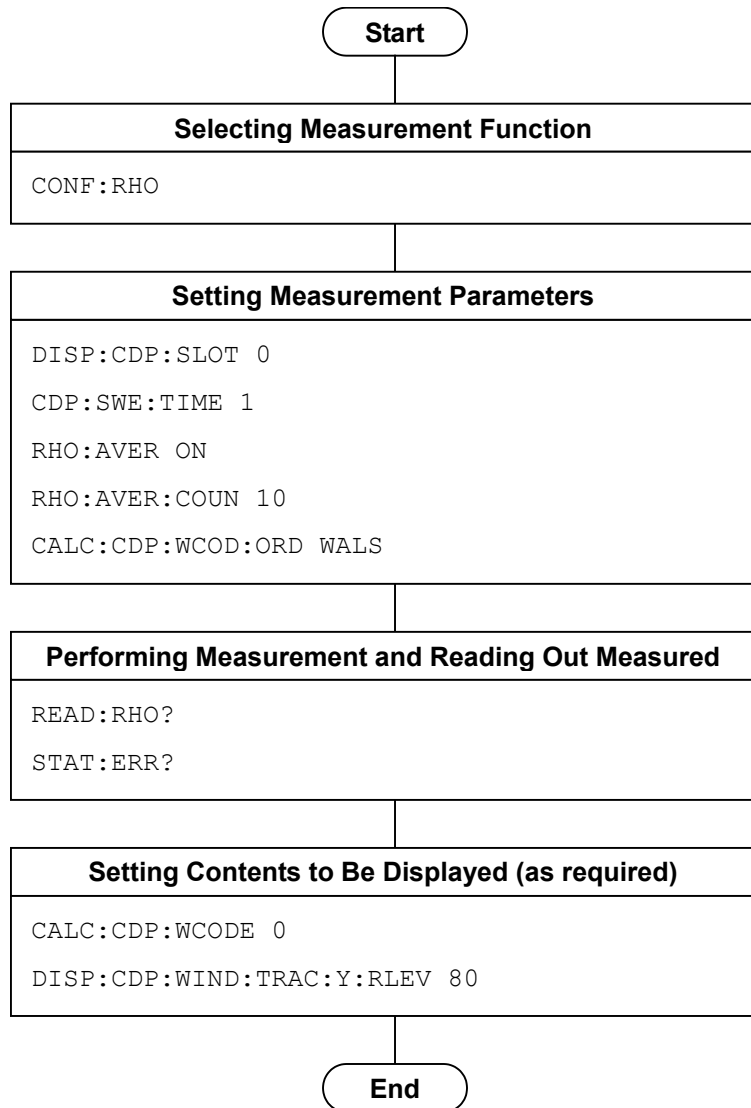 Start
Selecting Measurement Function
CONF:RHO
Setting Measurement Parameters
DISP:CDP:SLOT 0
CDP:SWE:TIME 1
RHO:AVER ON
RHO:AVER:COUN 10
CALC:CDP:WCOD:ORD WALS
Performing Measurement and Reading Out Measured
READ:RHO?
STAT:ERR?
Setting Contents to Be Displayed (as required)
CALC:CDP:WCODE 0
DISP:CDP:WIND:TRAC:Y:RLEV 80
End